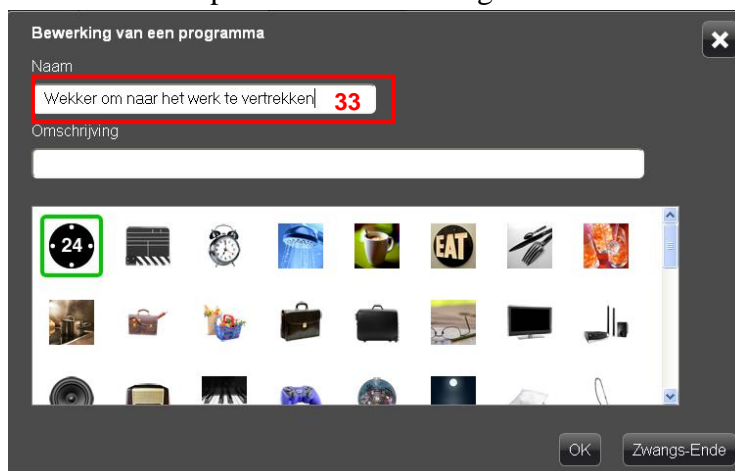 Bewerking van een programma
Naam
Wekker om naar het werk te vertrekken 33
Omschrijving
24 EAT
OK Zwangs-Ende